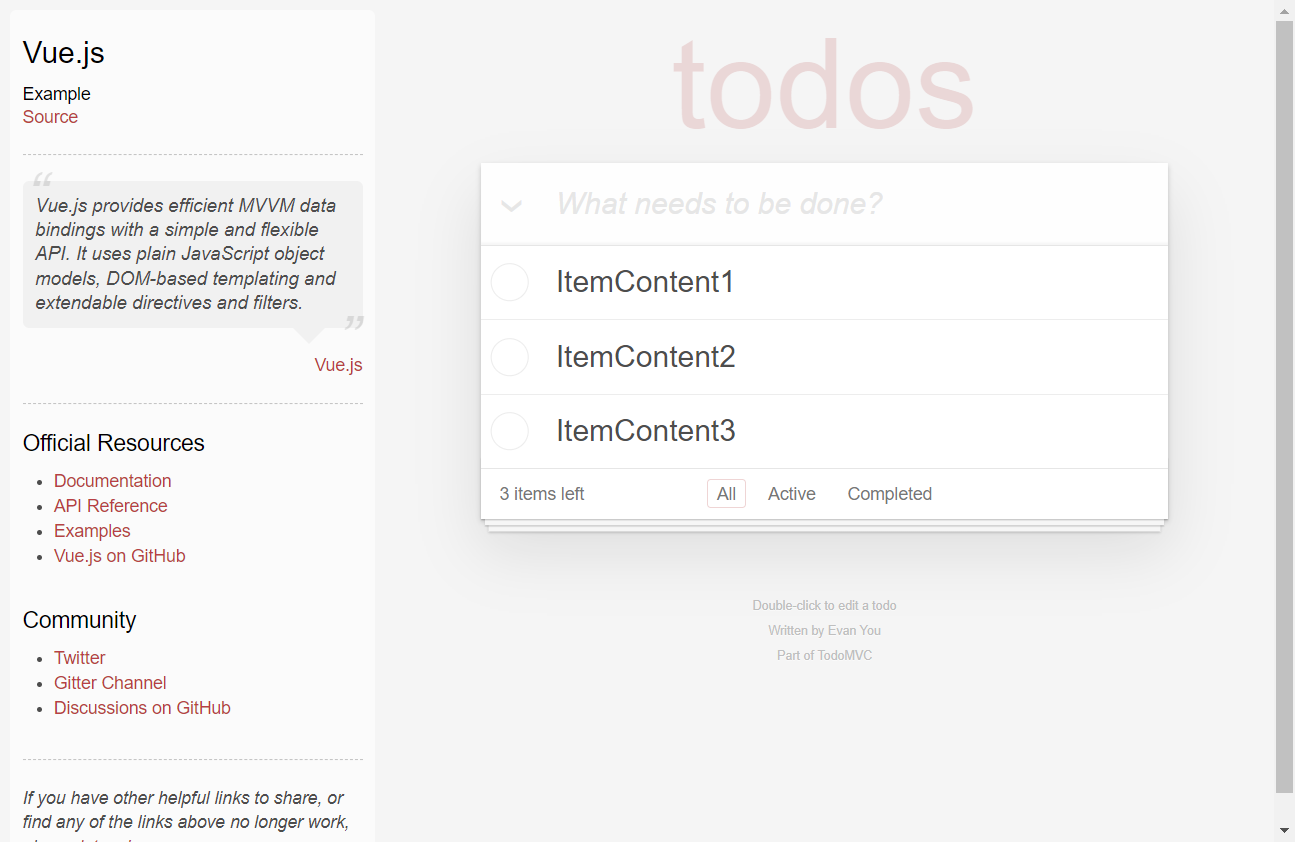 Vue.js
Example
Source
“
Vue.js provides efficient MVVM data
bindings with a simple and flexible
API. It uses plain JavaScript object
models, DOM-based templating and
extendable directives and filters.
”
Vue.js
Official Resources
Documentation
API Reference
Examples
Vue.js on GitHub
Community
Twitter
Gitter Channel
Discussions on GitHub
If you have other helpful links to share, or
find any of the links above no longer work,
todos
What needs to be done?
ItemContent1
ItemContent2
ItemContent3
3 items left All Active Completed
Double-click to edit a todo
Written by Evan You
Part of TodoMVC